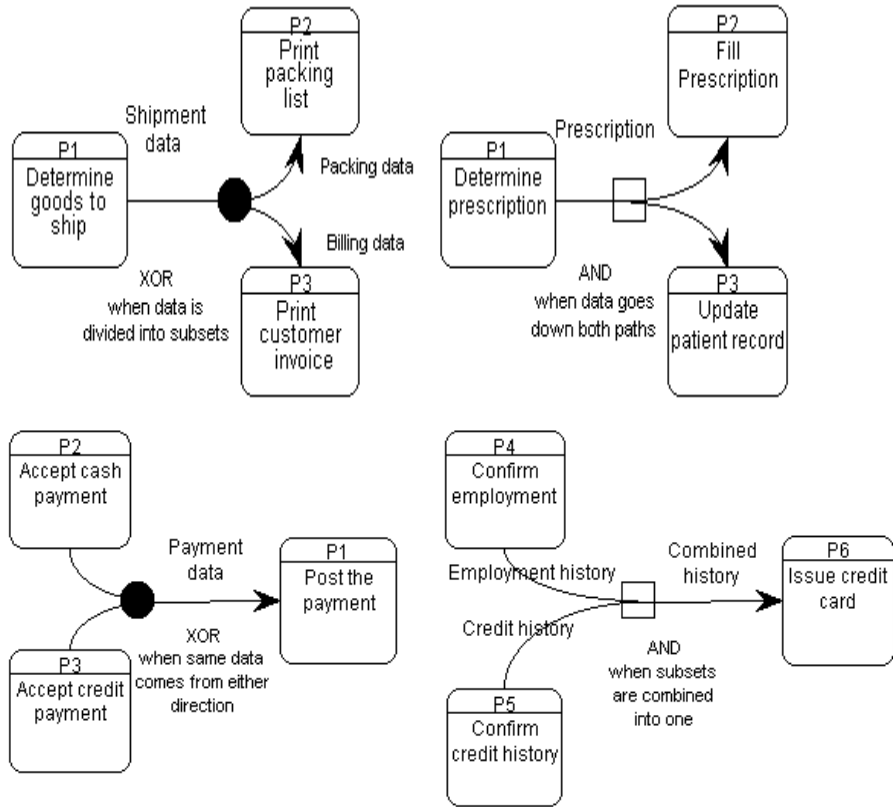 P2
Print
packing
list
Shipment
data
P1
Determine
goods to
ship
Packing data
Billing data
XOR
when data is
divided into subsets
P3
Print
customer
invoice
P2
Fill
Prescription
Prescription
P1
Determine
prescription
AND
when data goes
down both paths
P3
Update
patient record
P2
Accept cash
payment
Payment
data
P1
Post the
payment
XOR
when same data
comes from either
direction
P3
Accept credit
payment
P4
Confirm
employment
Employment history
Credit history
Combined
history
P6
Issue credit
card
AND
when subsets
are combined
into one
P5
Confirm
credit history